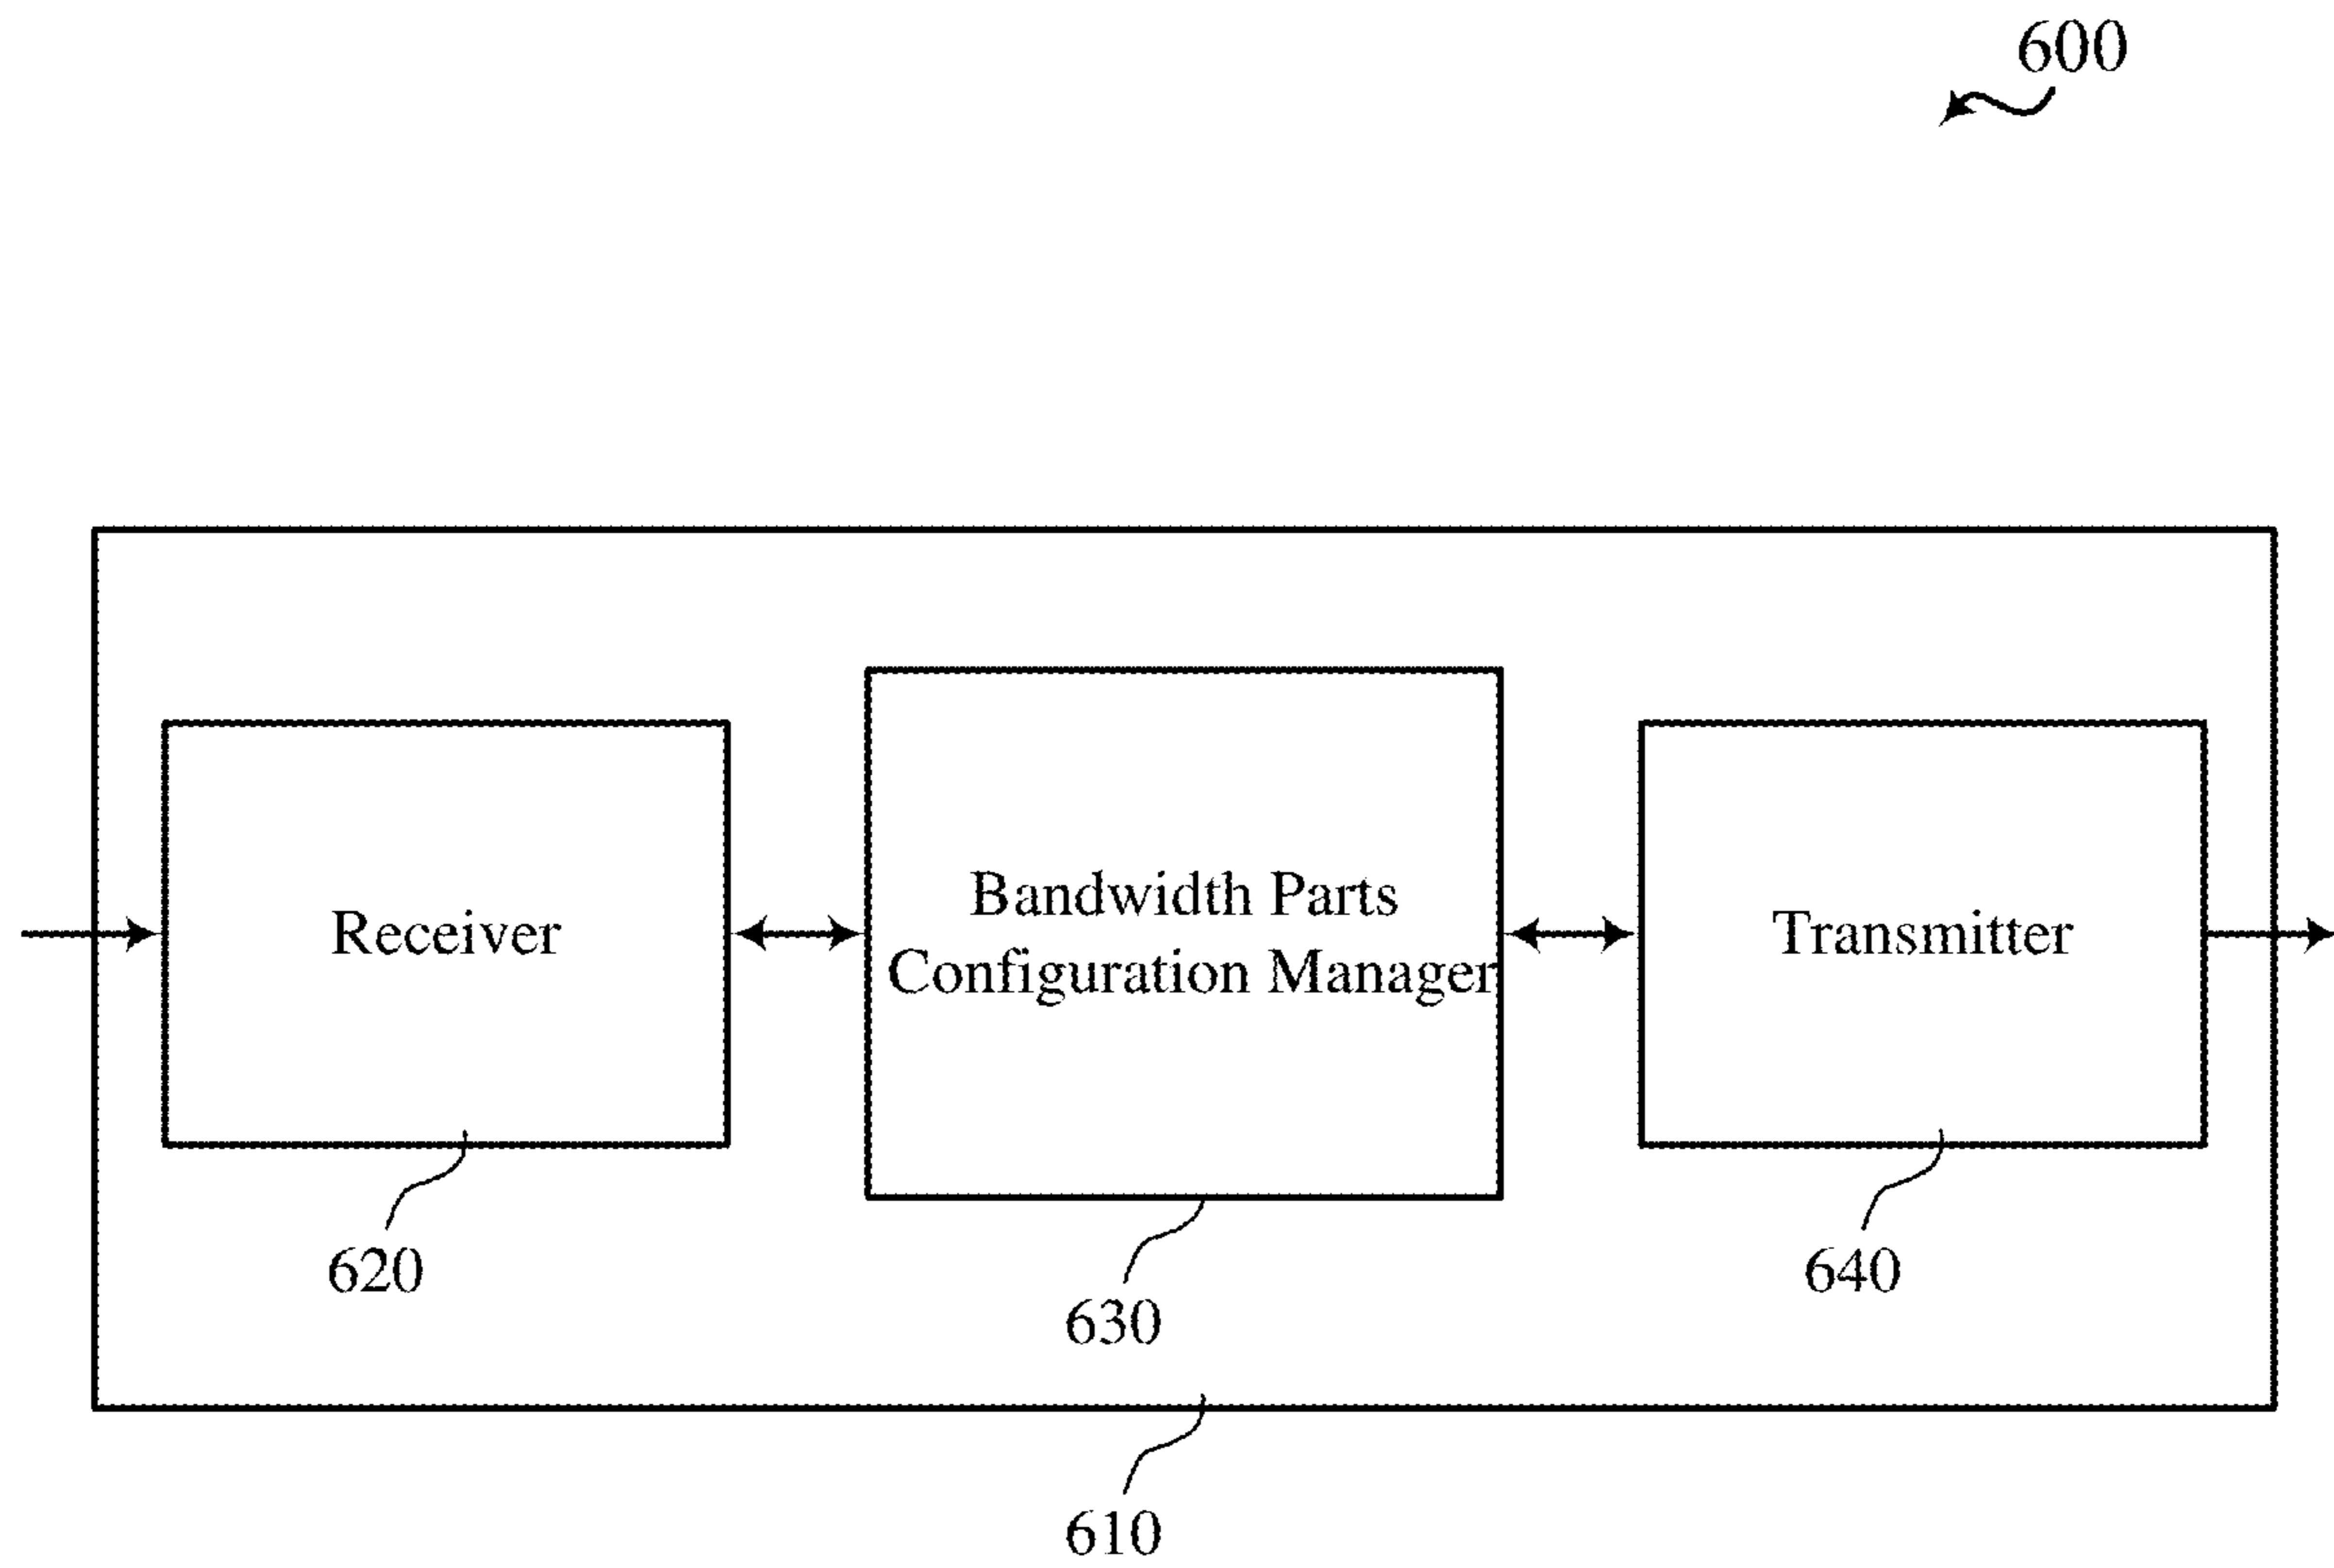 600
Receiver
Bandwidth Parts
Configuration Manager
Transmitter
620
630
640
610